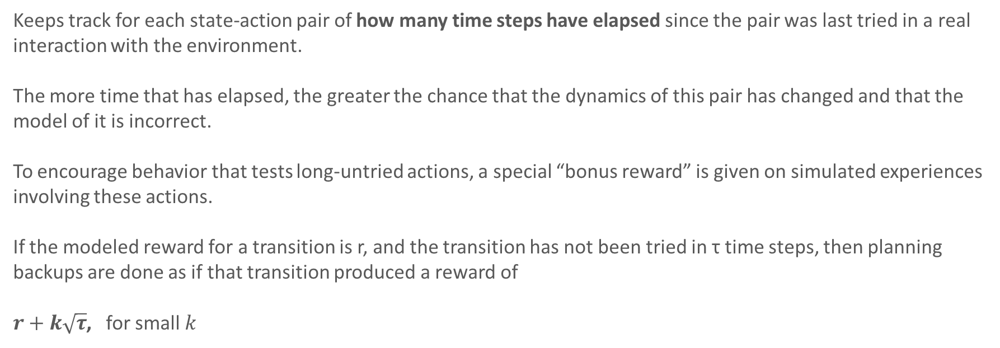 Keeps track for each state-action pair of how many time steps have elapsed since the pair was last tried in a real
interaction with the environment.
The more time that has elapsed, the greater the chance that the dynamics of this pair has changed and that the
model of it is incorrect.
To encourage behavior that tests long-untried actions, a special “bonus reward” is given on simulated experiences
involving these actions.
If the modeled reward for a transition is r, and the transition has not been tried in τ time steps, then planning
backups are done as if that transition produced a reward of
r + k√τ, for small k